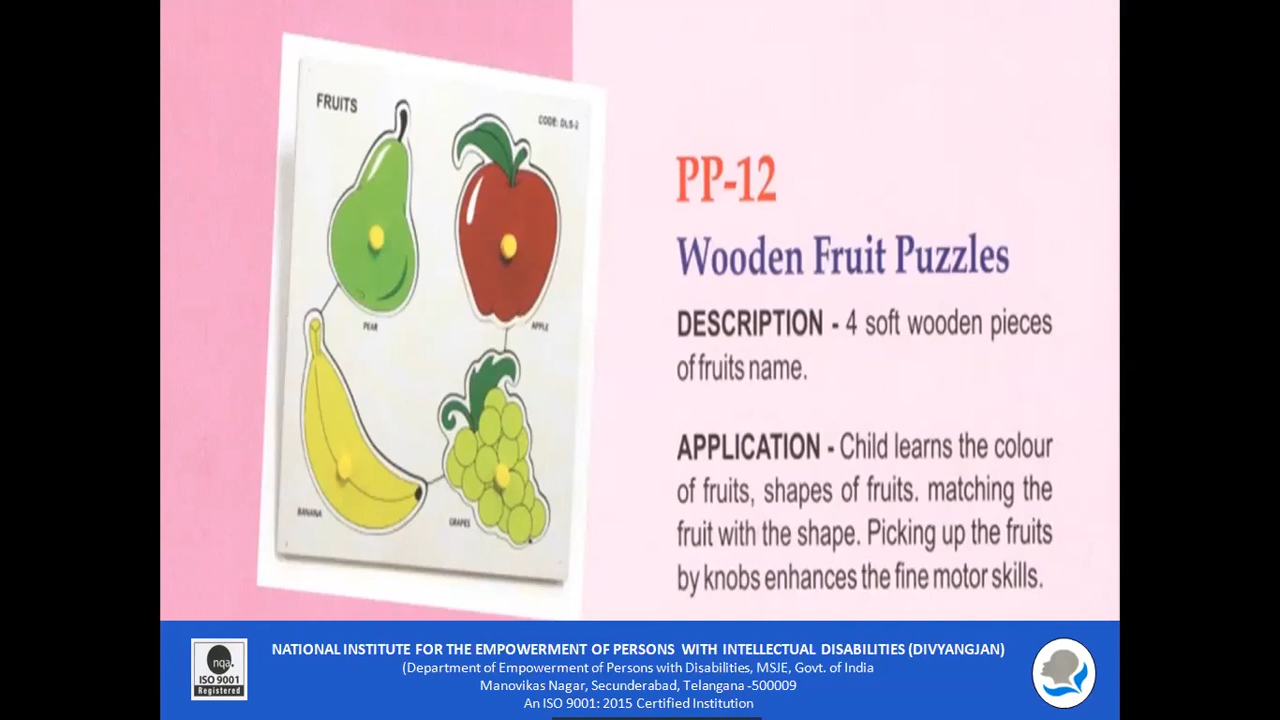 FRUITS
CODE: DLS-2
PEAR
APPLE
BANANA
GRAPES
PP-12
Wooden Fruit Puzzles
DESCRIPTION - 4 soft wooden pieces
of fruits name.
APPLICATION - Child learns the colour
of fruits, shapes of fruits. matching the
fruit with the shape. Picking up the fruits
by knobs enhances the fine motor skills.
nqa.
ISO 9001
Registered
NATIONAL INSTITUTE FOR THE EMPOWERMENT OF PERSONS WITH INTELLECTUAL DISABILITIES (DIVYANGJAN)
(Department of Empowerment of Persons with Disabilities, MSJE, Govt. of India
Manovikas Nagar, Secunderabad, Telangana -500009
An ISO 9001: 2015 Certified Institution